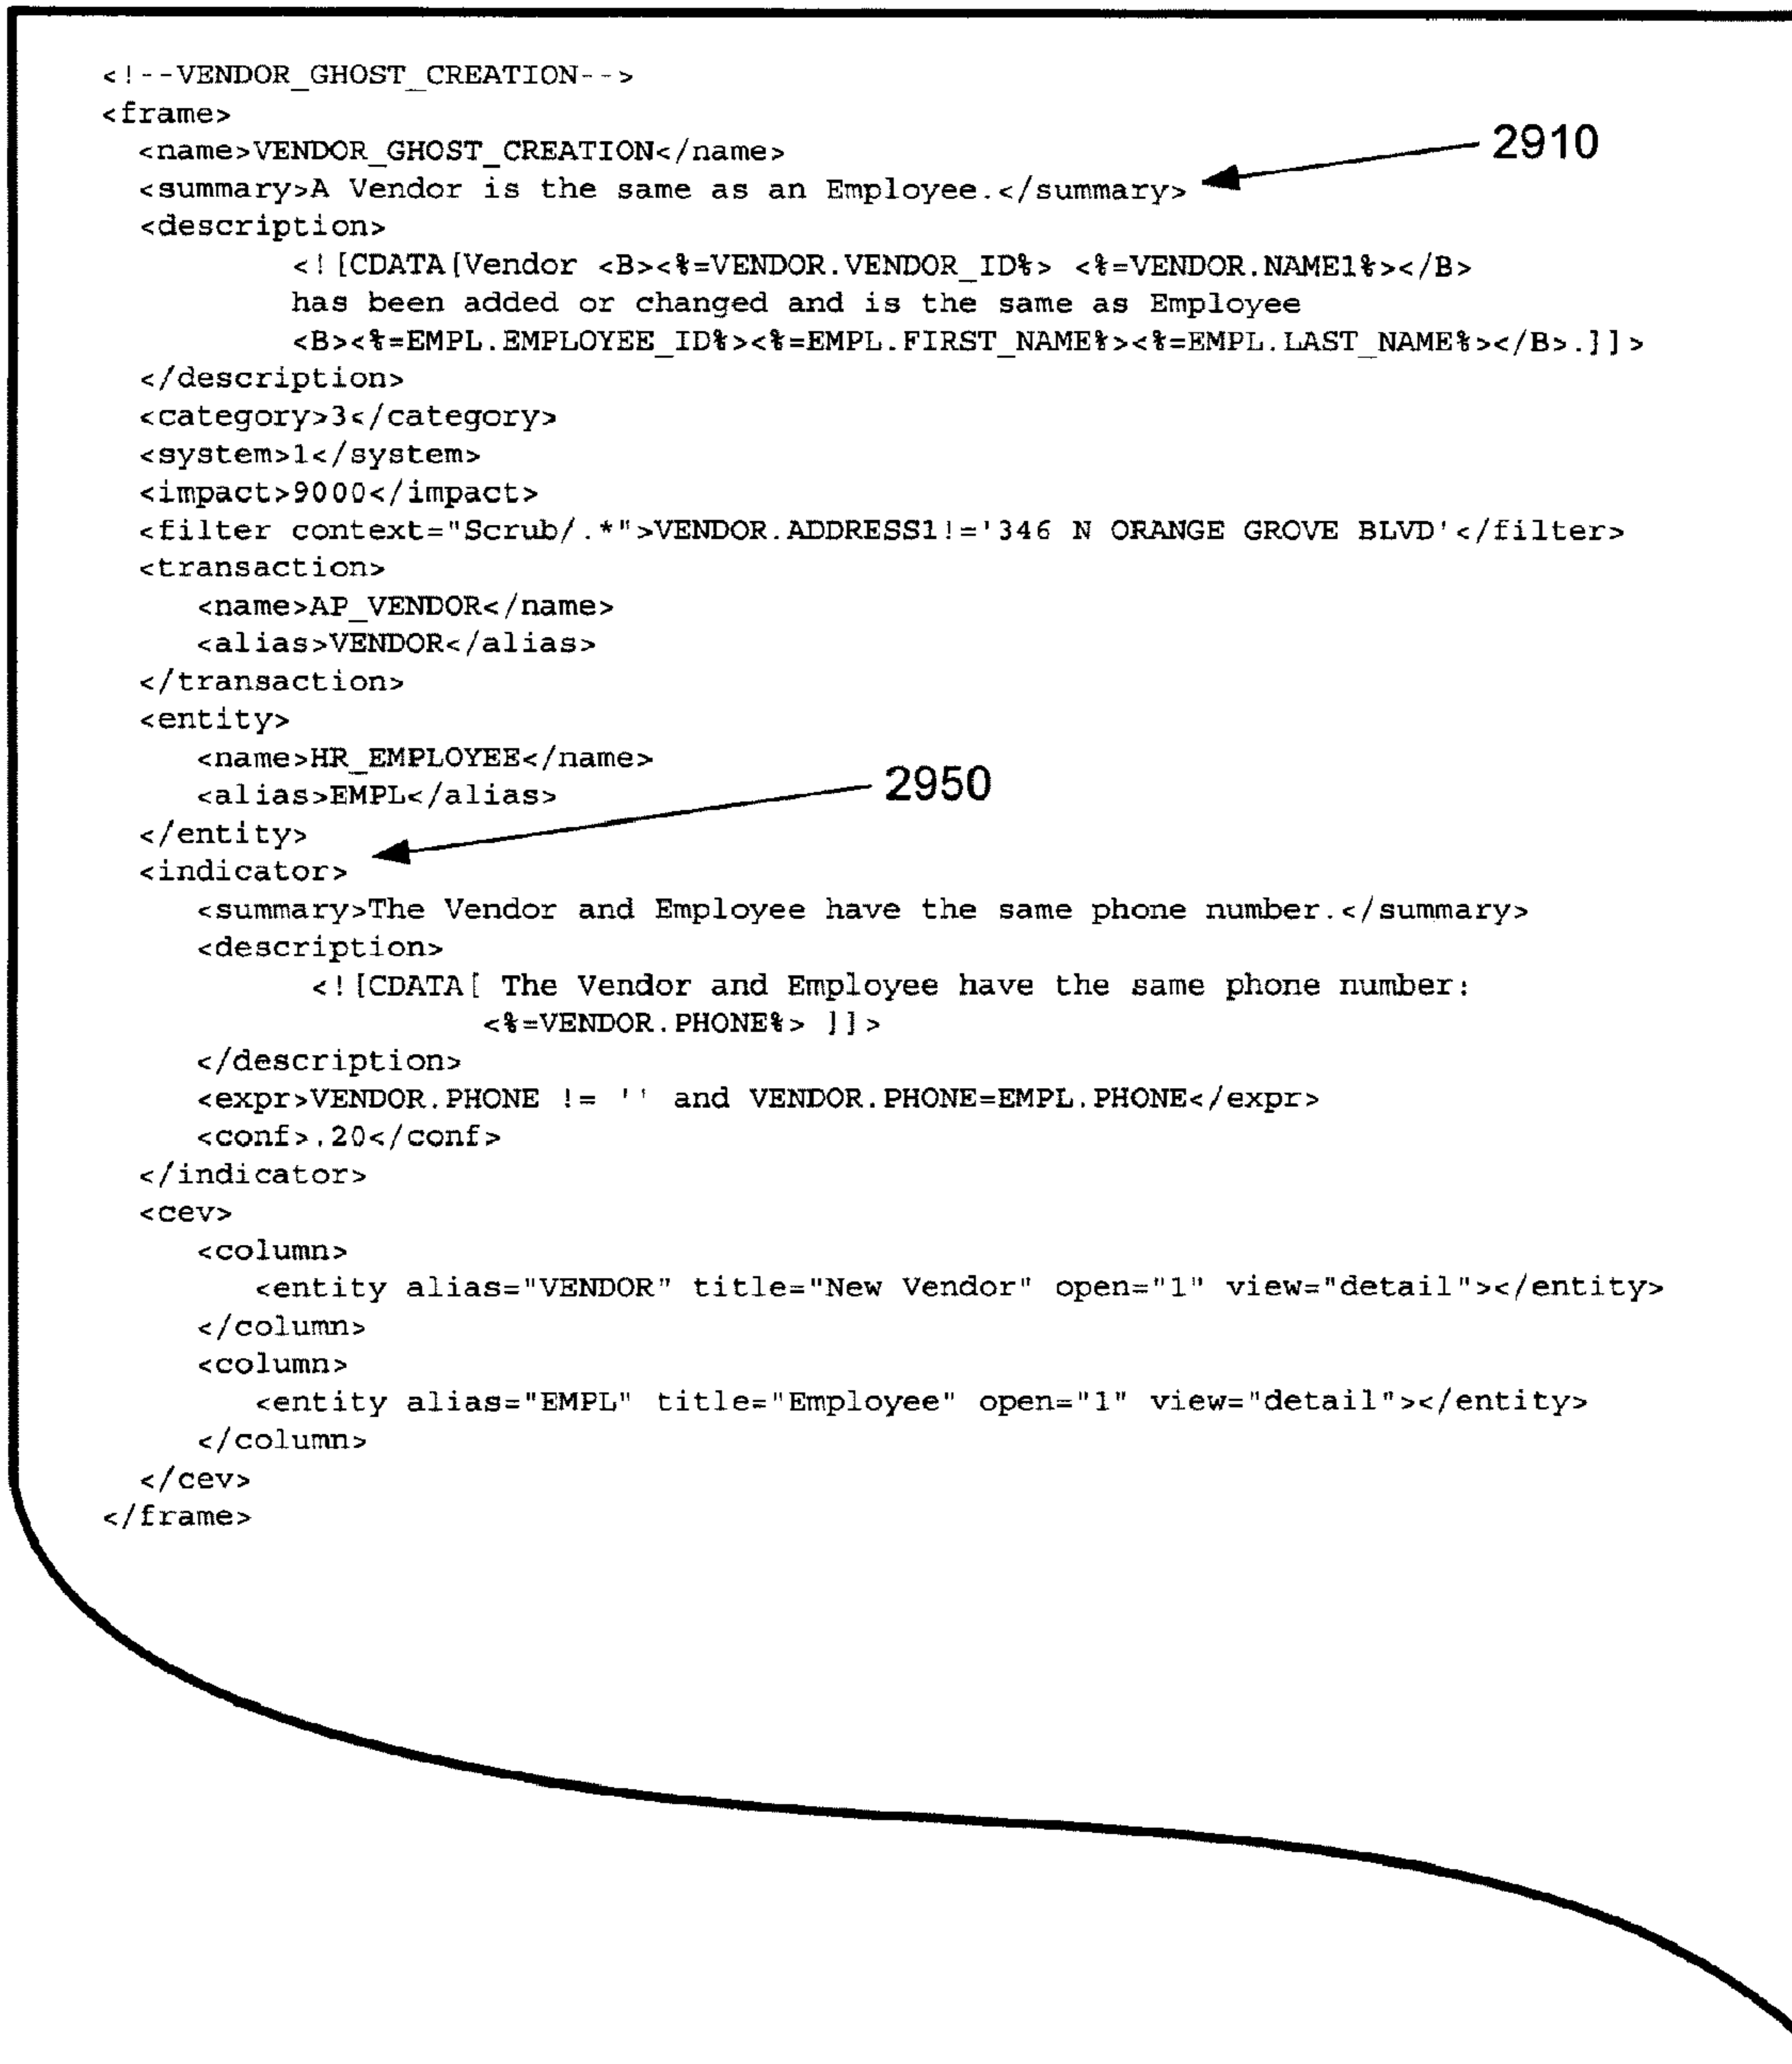 <!--VENDOR_GHOST_CREATION-->
<frame>
<name>VENDOR_GHOST_CREATION</name>
2910
<summary>A Vendor is the same as an Employee.</summary>
<description>
<![CDATA[Vendor <B><%=VENDOR.VENDOR_ID%> <%=VENDOR.NAME1%></B>
has been added or changed and is the same as Employee
<B><%=EMPL.EMPLOYEE_ID%><%=EMPL.FIRST_NAME%><%=EMPL.LAST_NAME%></B>.]]>
</description>
<category>3</category>
<system>1</system>
<impact>9000</impact>
<filter context="Scrub/.*">VENDOR.ADDRESS1!='346 N ORANGE GROVE BLVD'</filter>
<transaction>
<name>AP_VENDOR</name>
<alias>VENDOR</alias>
</transaction>
<entity>
<name>HR_EMPLOYEE</name>
2950
<alias>EMPL</alias>
</entity>
<indicator>
<summary>The Vendor and Employee have the same phone number.</summary>
<description>
<![CDATA[ The Vendor and Employee have the same phone number:
<%=VENDOR.PHONE%> ]]>
</description>
<expr>VENDOR.PHONE != '' and VENDOR.PHONE=EMPL.PHONE</expr>
<conf>.20</conf>
</indicator>
<cev>
<column>
<entity alias="VENDOR" title="New Vendor" open="1" view="detail"></entity>
</column>
<column>
<entity alias="EMPL" title="Employee" open="1" view="detail"></entity>
</column>
</cev>
</frame>